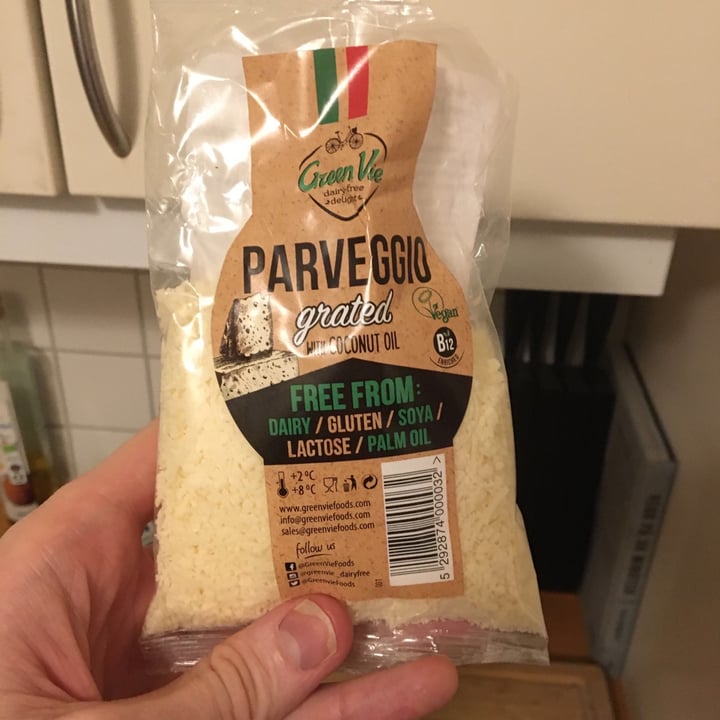 Green Vie
dairy-free
delight
PARVEGGIO
grated
WITH COCONUT OIL
Vegan
B12
ENRICHED
FREE FROM:
DAIRY / GLUTEN / SOYA /
LACTOSE / PALM OIL
+2 °C
+8 °C
www.greenviefoods.com
info@greenviefoods.com
sales@greenviefoods.com
follow us
@GreenVieFoods
@greenvie_dairyfree
@GreenvieFoods
5 292874 000032 >